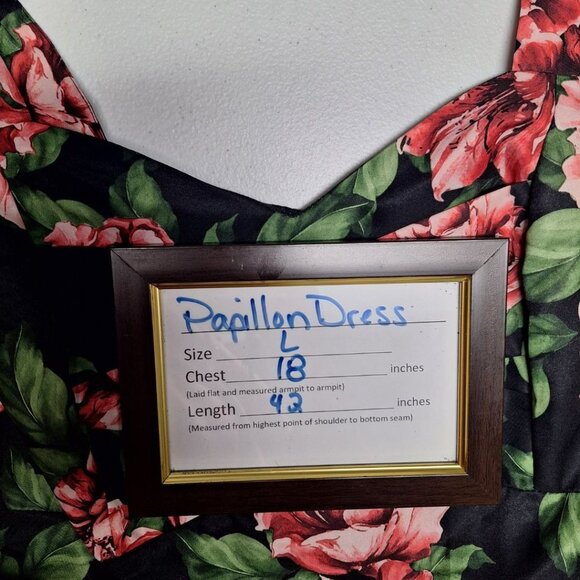 Papillon Dress
Size L
Chest 18 inches
(Laid flat and measured armpit to armpit)
Length 42 inches
(Measured from highest point of shoulder to bottom seam)